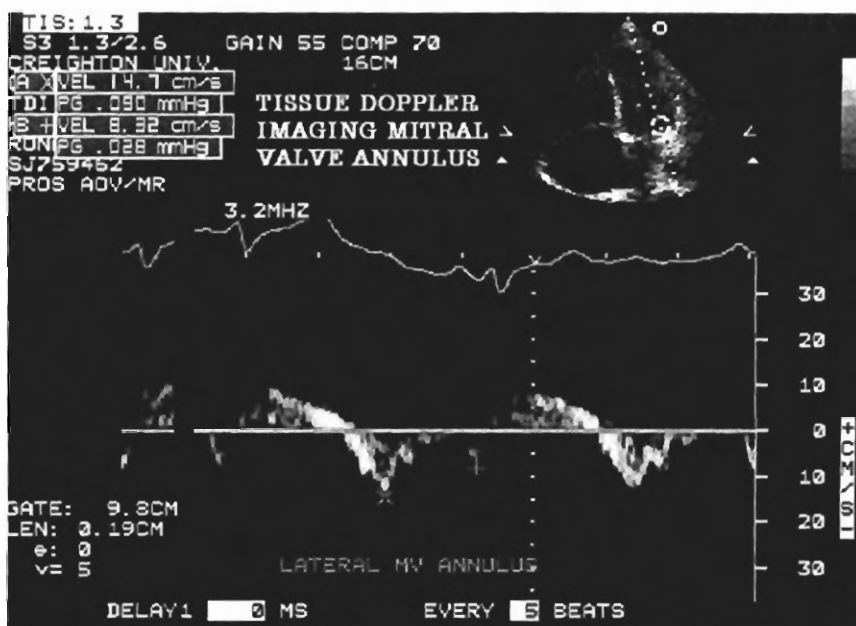 TIS: 1.3
S3 1.3/2.6 GAIN 55 COMP 70
CREIGHTON UNIV. 16CM
A X VEL 14.7 cm/s
TDI PG .090 mmHg TISSUE DOPPLER
B + VEL 8.32 cm/s IMAGING MITRAL
PG .028 mmHg VALVE ANNULUS
SJ759462
PROS AOV/MR
3.2MHZ
30
20
10
0
10
20
30
+CM/S-
GATE: 9.8CM
LEN: 0.19CM
0
v= 5
LATERAL MV ANNULUS
DELAY1 0 MS EVERY 5 BEATS